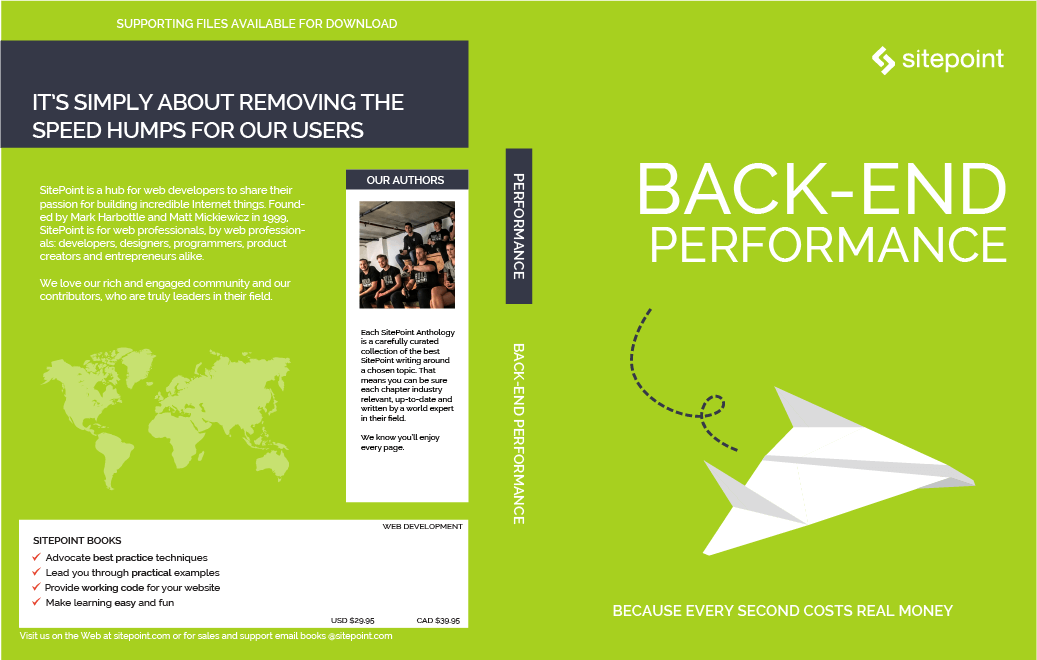 SUPPORTING FILES AVAILABLE FOR DOWNLOAD
IT'S SIMPLY ABOUT REMOVING THE
SPEED HUMPS FOR OUR USERS
SitePoint is a hub for web developers to share their
passion for building incredible Internet things. Found-
ed by Mark Harbottle and Matt Mickiewicz in 1999,
SitePoint is for web professionals, by web profession-
als: developers, designers, programmers, product
creators and entrepreneurs alike.
We love our rich and engaged community and our
contributors, who are truly leaders in their field.
OUR AUTHORS
Each SitePoint Anthology
is a carefully curated
collection of the best
SitePoint writing around
a chosen topic. That
means you can be sure
each chapter industry
relevant, up-to-date and
written by a world expert
in their field.
We know you'll enjoy
every page.
WEB DEVELOPMENT
SITEPOINT BOOKS
Advocate best practice techniques
Lead you through practical examples
Provide working code for your website
Make learning easy and fun
USD $29.95
CAD $39.95
Visit us on the Web at sitepoint.com or for sales and support email books @sitepoint.com
PERFORMANCE
BACK-END PERFORMANCE
sitepoint
BACK-END
PERFORMANCE
BECAUSE EVERY SECOND COSTS REAL MONEY